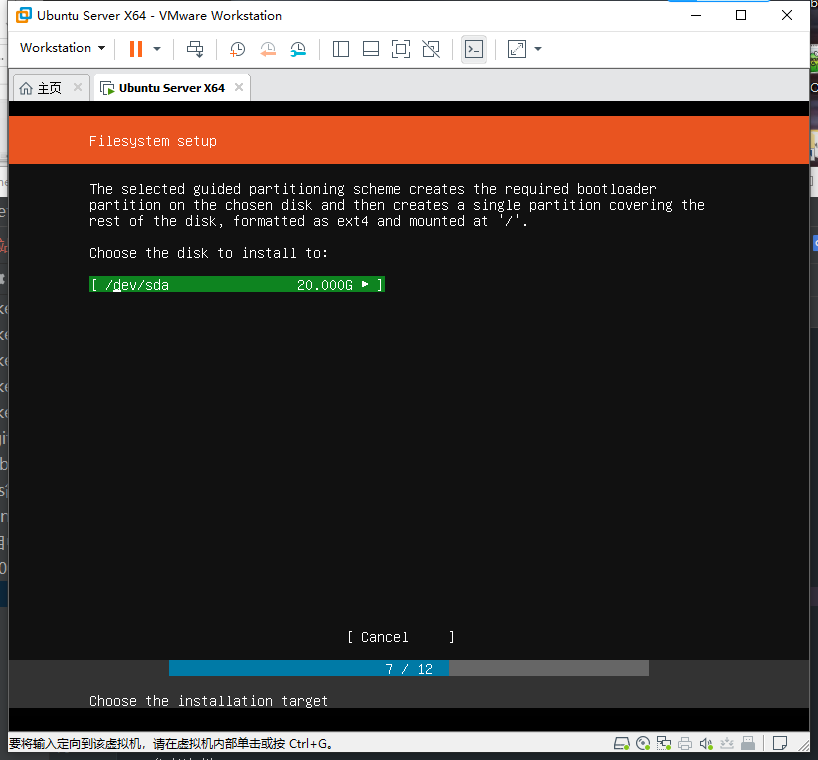 Ubuntu Server X64 - VMware Workstation
Workstation
主页
Ubuntu Server X64
Filesystem setup
The selected guided partitioning scheme creates the required bootloader
partition on the chosen disk and then creates a single partition covering the
rest of the disk, formatted as ext4 and mounted at '/'.
Choose the disk to install to:
[ /dev/sda 20.000G ▸ ]
[ Cancel ]
7 / 12
Choose the installation target
要将输入定向到该虚拟机，请在虚拟机内部单击或按 Ctrl+G。